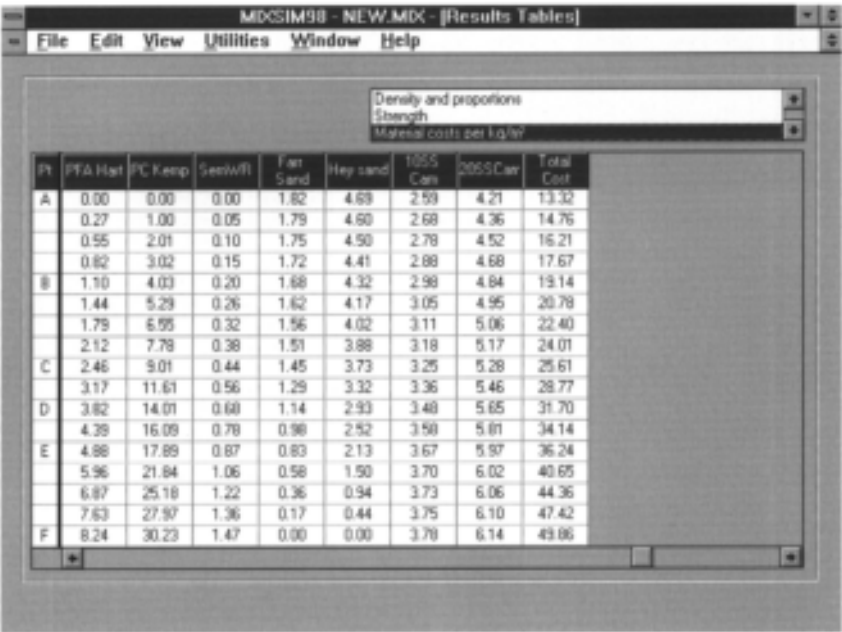 MIXSIM98 - NEW.MIX - [Results Tables]
File Edit View Utilities Window Help
Density and proportions
Strength
Material costs per kg/m³
Pt PFA Hart PC Kemp SemWR Farr Sand Hey sand 10SS Carr 20SSCarr Total Cost
A 0.00 0.00 0.00 1.82 4.69 2.59 4.21 13.32
0.27 1.00 0.05 1.79 4.60 2.68 4.36 14.76
0.55 2.01 0.10 1.75 4.50 2.78 4.52 16.21
0.82 3.02 0.15 1.72 4.41 2.88 4.68 17.67
B 1.10 4.03 0.20 1.68 4.32 2.98 4.84 19.14
1.44 5.29 0.26 1.62 4.17 3.05 4.95 20.78
1.79 6.55 0.32 1.56 4.02 3.11 5.06 22.40
2.12 7.78 0.38 1.51 3.88 3.18 5.17 24.01
C 2.46 9.01 0.44 1.45 3.73 3.25 5.28 25.61
3.17 11.61 0.56 1.29 3.32 3.36 5.46 28.77
D 3.82 14.01 0.68 1.14 2.93 3.48 5.65 31.70
4.39 16.09 0.78 0.98 2.52 3.58 5.81 34.14
E 4.88 17.89 0.87 0.83 2.13 3.67 5.97 36.24
5.96 21.84 1.06 0.58 1.50 3.70 6.02 40.65
6.87 25.18 1.22 0.36 0.94 3.73 6.06 44.36
7.63 27.97 1.36 0.17 0.44 3.75 6.10 47.42
F 8.24 30.23 1.47 0.00 0.00 3.78 6.14 49.86